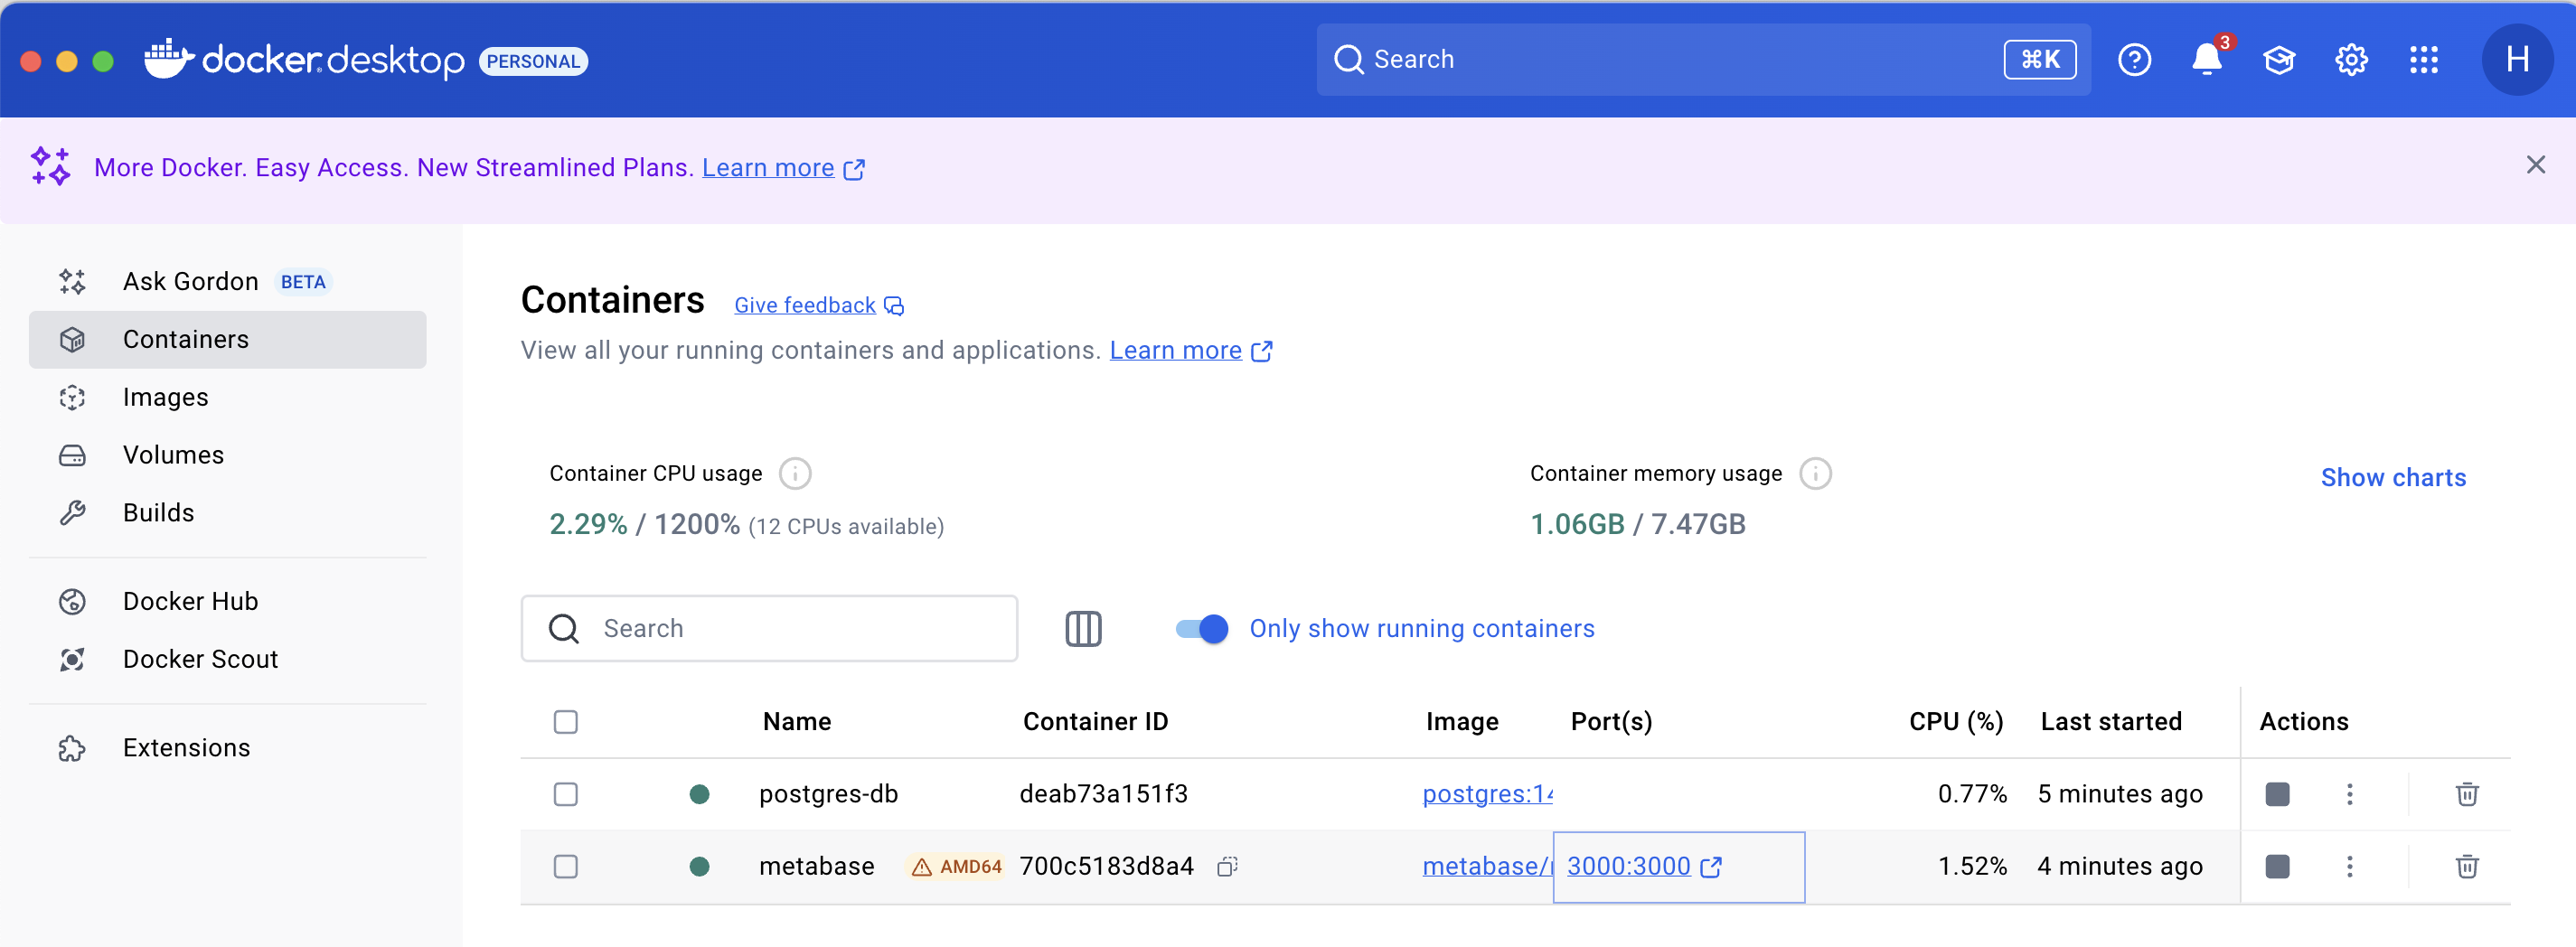 docker desktop PERSONAL
Search ⌘K
3
H
More Docker. Easy Access. New Streamlined Plans. Learn more
Ask Gordon BETA
Containers
Images
Volumes
Builds
Docker Hub
Docker Scout
Extensions
Containers Give feedback
View all your running containers and applications. Learn more
Container CPU usage
2.29% / 1200% (12 CPUs available)
Container memory usage
1.06GB / 7.47GB
Show charts
Search
Only show running containers
Name Container ID Image Port(s) CPU (%) Last started Actions
postgres-db deab73a151f3 postgres:14 0.77% 5 minutes ago
metabase AMD64 700c5183d8a4 metabase/ 3000:3000 1.52% 4 minutes ago